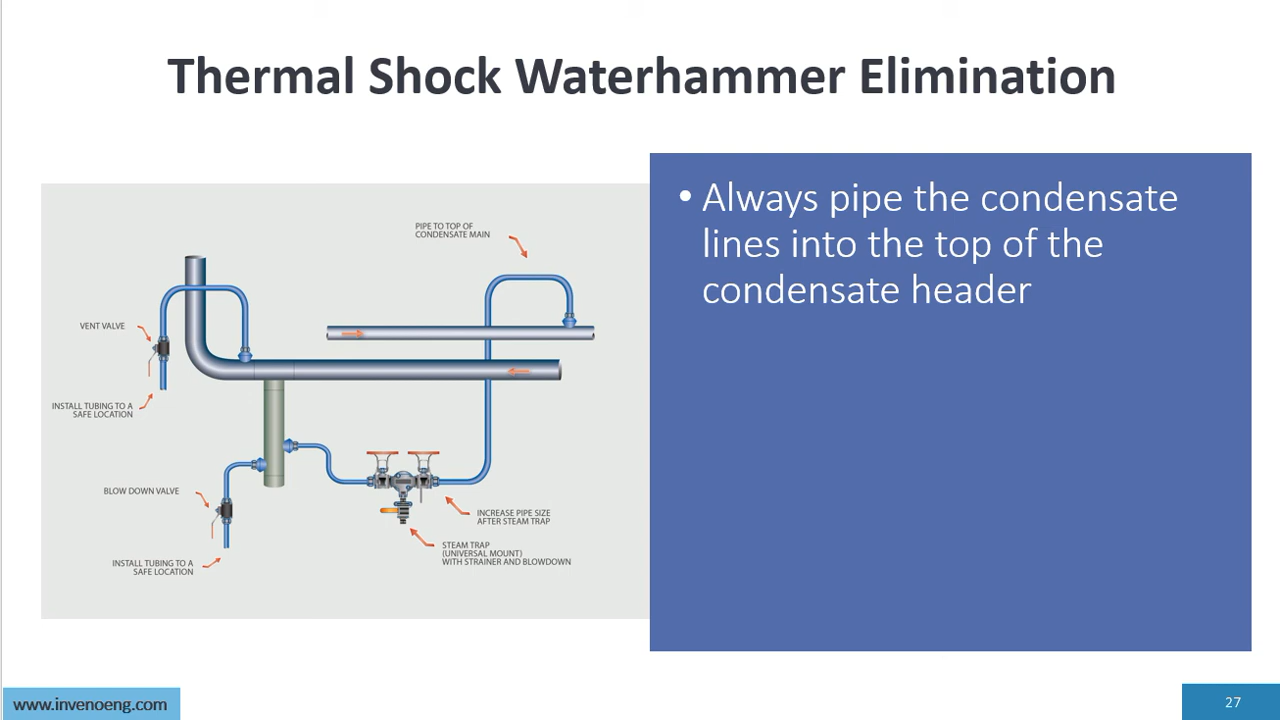 Thermal Shock Waterhammer Elimination
PIPE TO TOP OF
CONDENSATE MAIN
VENT VALVE
INSTALL TUBING TO A
SAFE LOCATION
BLOW DOWN VALVE
INSTALL TUBING TO A
SAFE LOCATION
INCREASE PIPE SIZE
AFTER STEAM TRAP
STEAM TRAP
(UNIVERSAL MOUNT)
WITH STRAINER AND BLOWDOWN
• Always pipe the condensate
lines into the top of the
condensate header
www.invenoeng.com
27